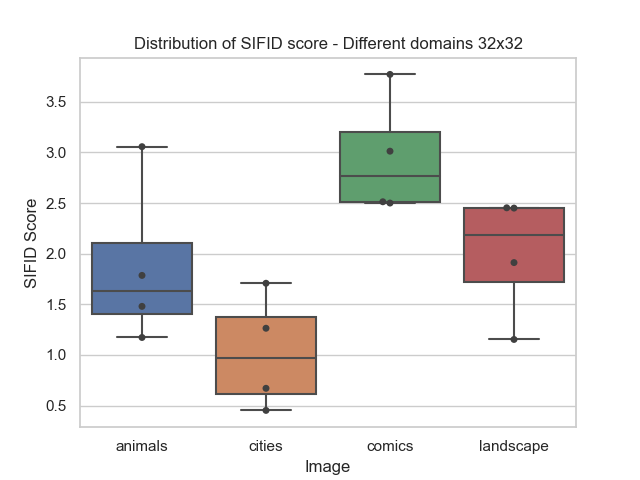 Distribution of SIFID score - Different domains 32x32
SIFID Score
3.5
3.0
2.5
2.0
1.5
1.0
0.5
animals cities comics landscape
Image